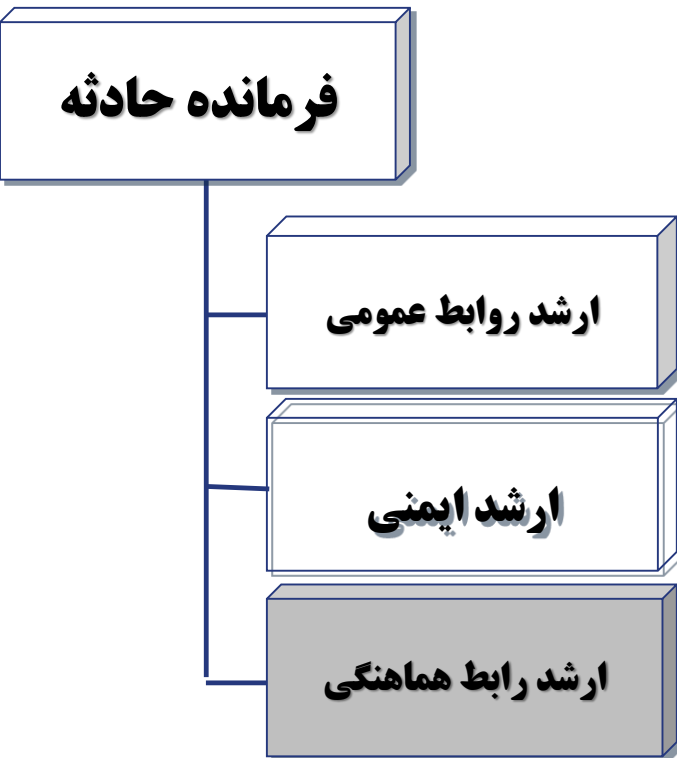 فرمانده حادثه
ارشد روابط عمومی
ارشد ایمنی
ارشد رابط هماهنگی